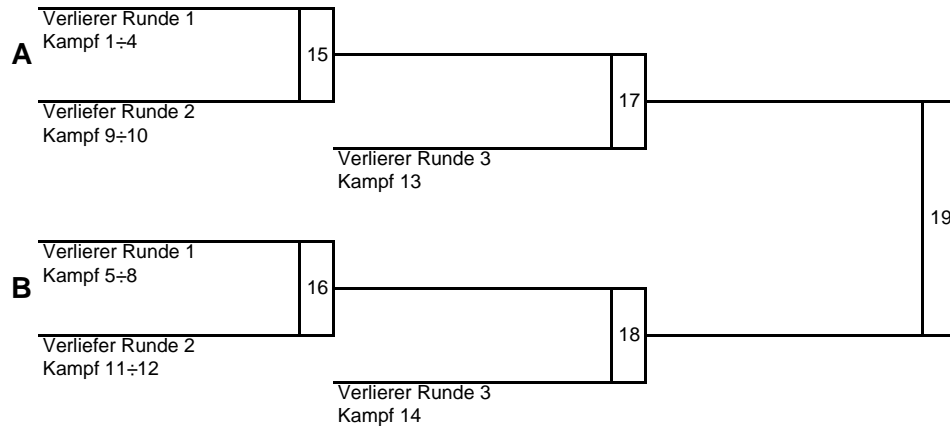 Verlierer Runde 1
Kampf 1÷4
A
15
Verliefer Runde 2
Kampf 9÷10
17
Verlierer Runde 3
Kampf 13
19
Verlierer Runde 1
Kampf 5÷8
B
16
Verliefer Runde 2
Kampf 11÷12
18
Verlierer Runde 3
Kampf 14